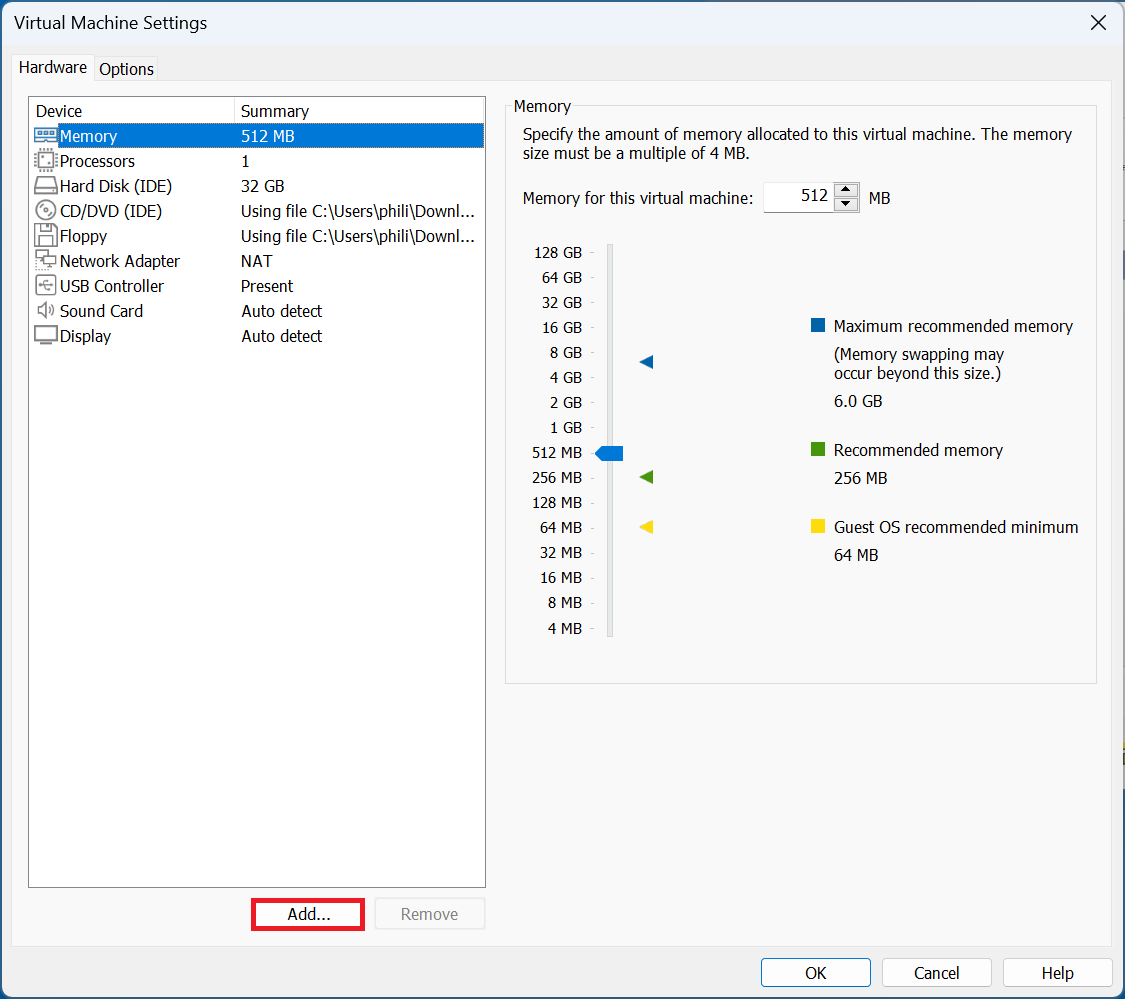 Virtual Machine Settings
Hardware Options
Device Summary
Memory 512 MB
Processors 1
Hard Disk (IDE) 32 GB
CD/DVD (IDE) Using file C:\Users\phili\Downl...
Floppy Using file C:\Users\phili\Downl...
Network Adapter NAT
USB Controller Present
Sound Card Auto detect
Display Auto detect
Add... Remove
Memory
Specify the amount of memory allocated to this virtual machine. The memory
size must be a multiple of 4 MB.
Memory for this virtual machine: 512 MB
128 GB
64 GB
32 GB
16 GB
8 GB
4 GB
2 GB
1 GB
512 MB
256 MB
128 MB
64 MB
32 MB
16 MB
8 MB
4 MB
Maximum recommended memory
(Memory swapping may
occur beyond this size.)
6.0 GB
Recommended memory
256 MB
Guest OS recommended minimum
64 MB
OK Cancel Help